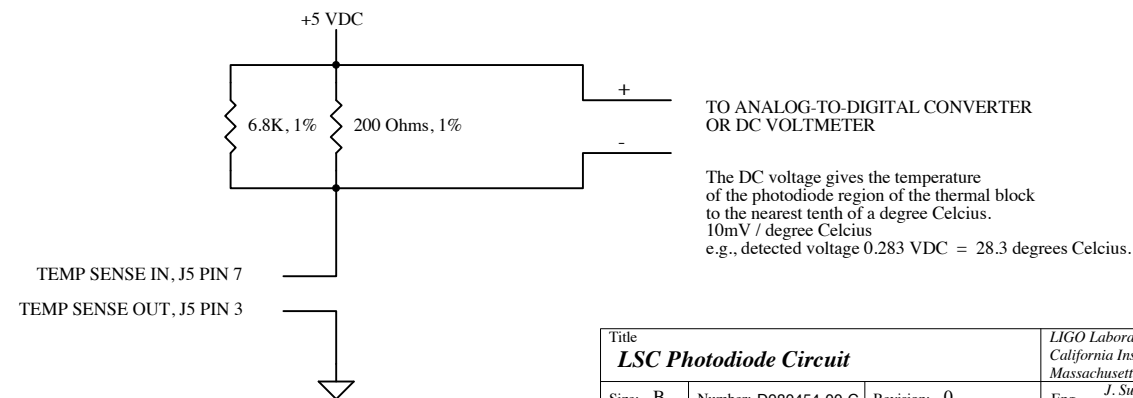 +5 VDC
6.8K, 1%
200 Ohms, 1%
+
-
TO ANALOG-TO-DIGITAL CONVERTER
OR DC VOLTMETER
The DC voltage gives the temperature
of the photodiode region of the thermal block
to the nearest tenth of a degree Celcius.
10mV / degree Celcius
e.g., detected voltage 0.283 VDC = 28.3 degrees Celcius.
TEMP SENSE IN, J5 PIN 7
TEMP SENSE OUT, J5 PIN 3
Title
LSC Photodiode Circuit
LIGO Labora
California Ins
Massachusett
B
0
J. Su